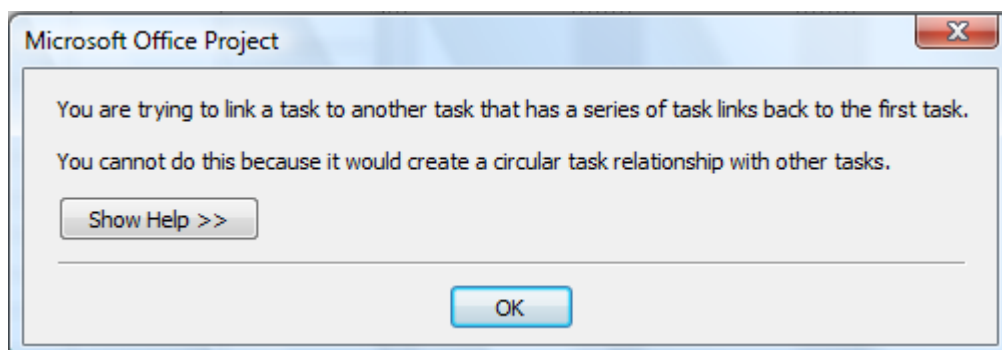 Microsoft Office Project
You are trying to link a task to another task that has a series of task links back to the first task.
You cannot do this because it would create a circular task relationship with other tasks.
Show Help >>
OK